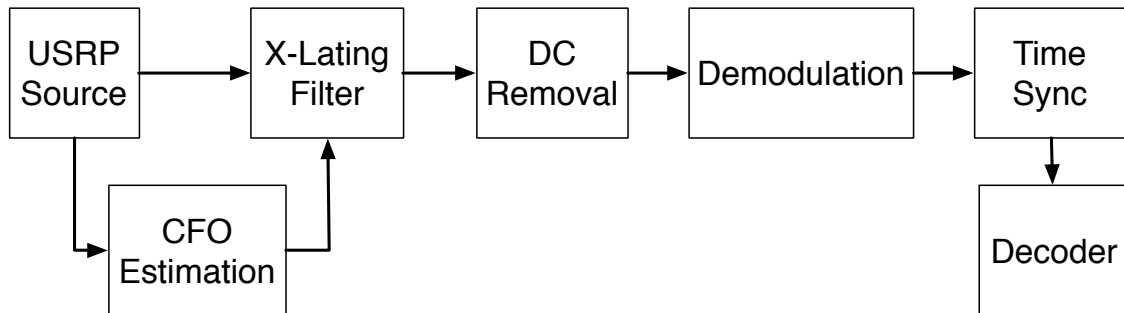 USRP
Source
X-Lating
Filter
DC
Removal
Demodulation
Time
Sync
CFO
Estimation
Decoder